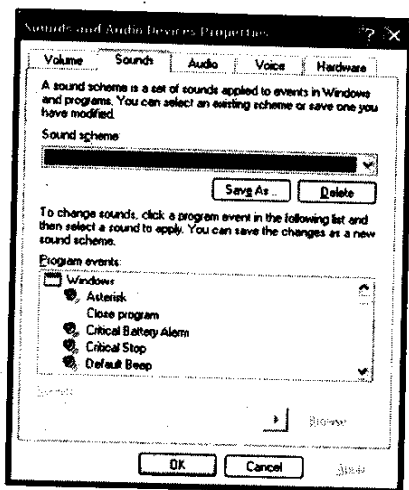 Sounds and Audio Devices Properties
Volume Sounds Audio Voice Hardware
A sound scheme is a set of sounds applied to events in Windows
and programs. You can select an existing scheme or save one you
have modified.
Sound scheme:
Save As... Delete
To change sounds, click a program event in the following list and
then select a sound to apply. You can save the changes as a new
sound scheme.
Program events:
Windows
Asterisk
Close program
Critical Battery Alarm
Critical Stop
Default Beep
Sounds:
Browse...
OK Cancel Apply